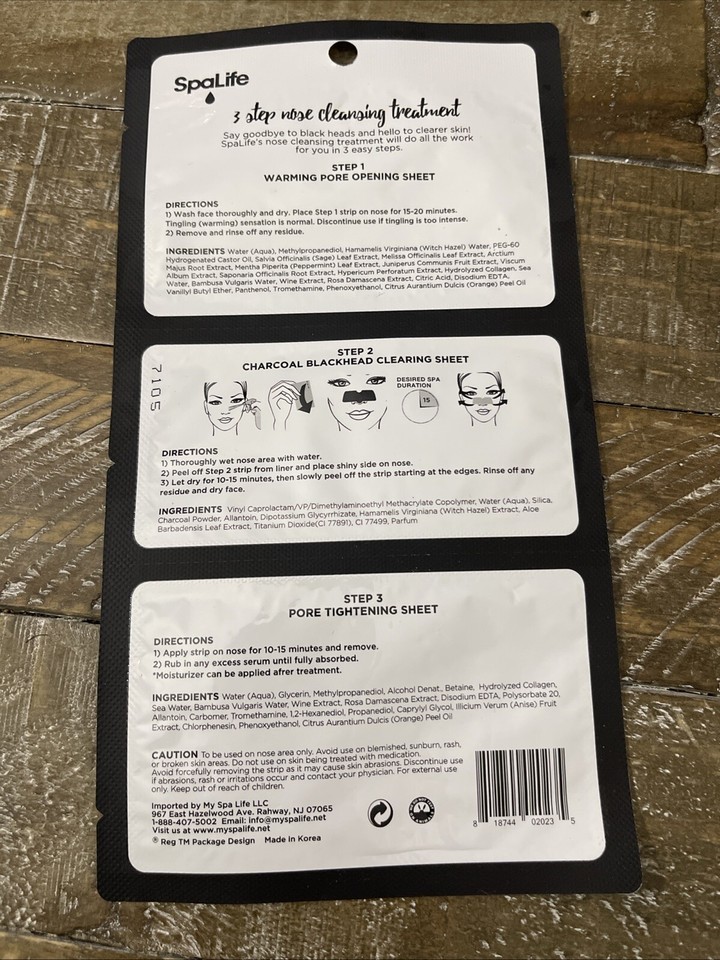 SpaLife
3 step nose cleansing treatment
Say goodbye to black heads and hello to clearer skin!
SpaLife's nose cleansing treatment will do all the work
for you in 3 easy steps.
STEP 1
WARMING PORE OPENING SHEET
DIRECTIONS
1) Wash face thoroughly and dry. Place Step 1 strip on nose for 15-20 minutes.
Tingling (warming) sensation is normal. Discontinue use if tingling is too intense.
2) Remove and rinse off any residue.
INGREDIENTS Water (Aqua), Methylpropanediol, Hamamelis Virginiana (Witch Hazel) Water, PEG-60
Hydrogenated Castor Oil, Salvia Officinalis (Sage) Leaf Extract, Melissa Officinalis Leaf Extract, Arctium
Majus Root Extract, Mentha Piperita (Peppermint) Leaf Extract, Juniperus Communis Fruit Extract, Viscum
Album Extract, Saponaria Officinalis Root Extract, Hypericum Perforatum Extract, Hydrolyzed Collagen, Sea
Water, Bambusa Vulgaris Water, Wine Extract, Rosa Damascena Extract, Citric Acid, Disodium EDTA,
Vanillyl Butyl Ether, Panthenol, Tromethamine, Phenoxyethanol, Citrus Aurantium Dulcis (Orange) Peel Oil
7105
STEP 2
CHARCOAL BLACKHEAD CLEARING SHEET
DESIRED SPA
DURATION
15
DIRECTIONS
1) Thoroughly wet nose area with water.
2) Peel off Step 2 strip from liner and place shiny side on nose.
3) Let dry for 10-15 minutes, then slowly peel off the strip starting at the edges. Rinse off any
residue and dry face.
INGREDIENTS Vinyl Caprolactam/VP/Dimethylaminoethyl Methacrylate Copolymer, Water (Aqua), Silica,
Charcoal Powder, Allantoin, Dipotassium Glycyrrhizate, Hamamelis Virginiana (Witch Hazel) Extract, Aloe
Barbadensis Leaf Extract, Titanium Dioxide(CI 77891), CI 77499, Parfum
STEP 3
PORE TIGHTENING SHEET
DIRECTIONS
1) Apply strip on nose for 10-15 minutes and remove.
2) Rub in any excess serum until fully absorbed.
*Moisturizer can be applied afrer treatment.
INGREDIENTS Water (Aqua), Glycerin, Methylpropanediol, Alcohol Denat., Betaine, Hydrolyzed Collagen,
Sea Water, Bambusa Vulgaris Water, Wine Extract, Rosa Damascena Extract, Disodium EDTA, Polysorbate 20,
Allantoin, Carbomer, Tromethamine, 1,2-Hexanediol, Propanediol, Caprylyl Glycol, Illicium Verum (Anise) Fruit
Extract, Chlorphenesin, Phenoxyethanol, Citrus Aurantium Dulcis (Orange) Peel Oil
CAUTION To be used on nose area only. Avoid use on blemished, sunburn, rash,
or broken skin areas. Do not use on skin being treated with medication.
Avoid forcefully removing the strip as it may cause skin abrasions. Discontinue use
if abrasions, rash or irritations occur and contact your physician. For external use
only. Keep out of reach of children.
Imported by My Spa Life LLC
967 East Hazelwood Ave. Rahway, NJ 07065
1-888-407-5002 Email: info@myspalife.net
Visit us at www.myspalife.net
® Reg TM Package Design Made In Korea
8 18744 02023 5